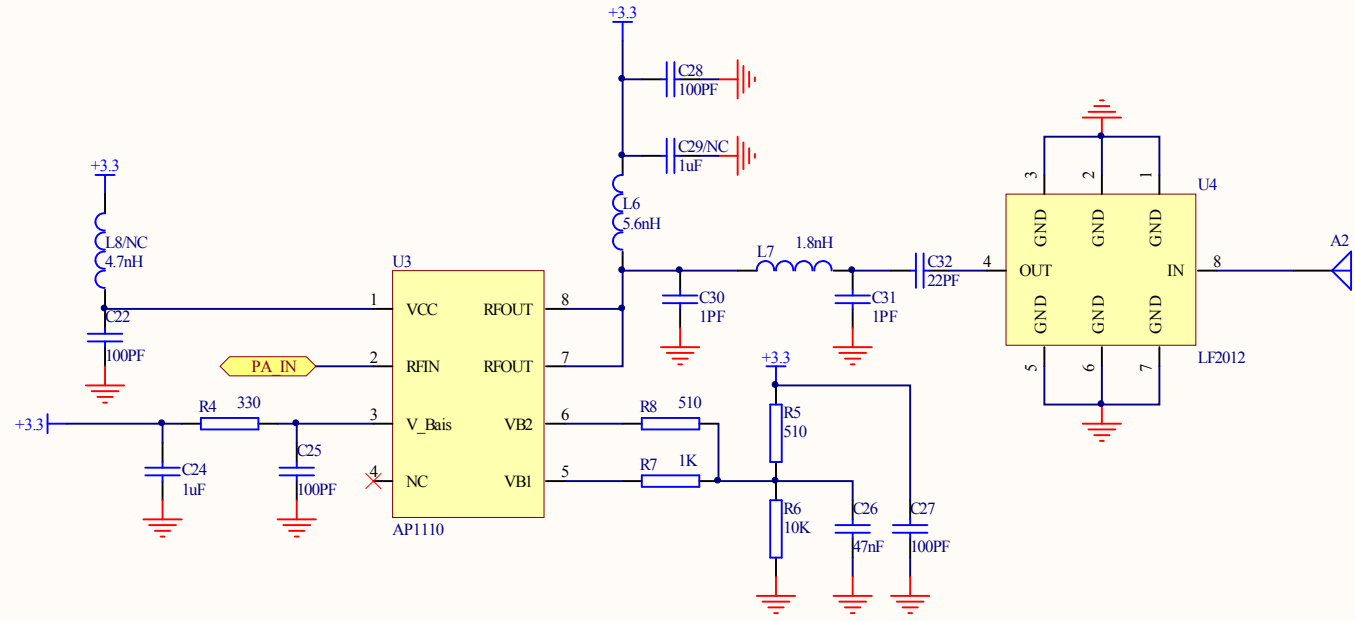 +3.3
C28
100PF
C29/NC
1uF
L6
5.6nH
+3.3
L8/NC
4.7nH
C22
100PF
U3
1
VCC
RFOUT
8
PA_IN
2
RFIN
RFOUT
7
+3.3
R4
330
3
V_Bais
VB2
6
4
NC
VB1
5
AP1110
C24
1uF
C25
100PF
L7
1.8nH
C30
1PF
C31
1PF
C32
22PF
R8
510
R7
1K
+3.3
R5
510
R6
10K
C26
47nF
C27
100PF
3
2
1
U4
GND
GND
GND
4
OUT
IN
8
A2
GND
GND
GND
LF2012
5
6
7